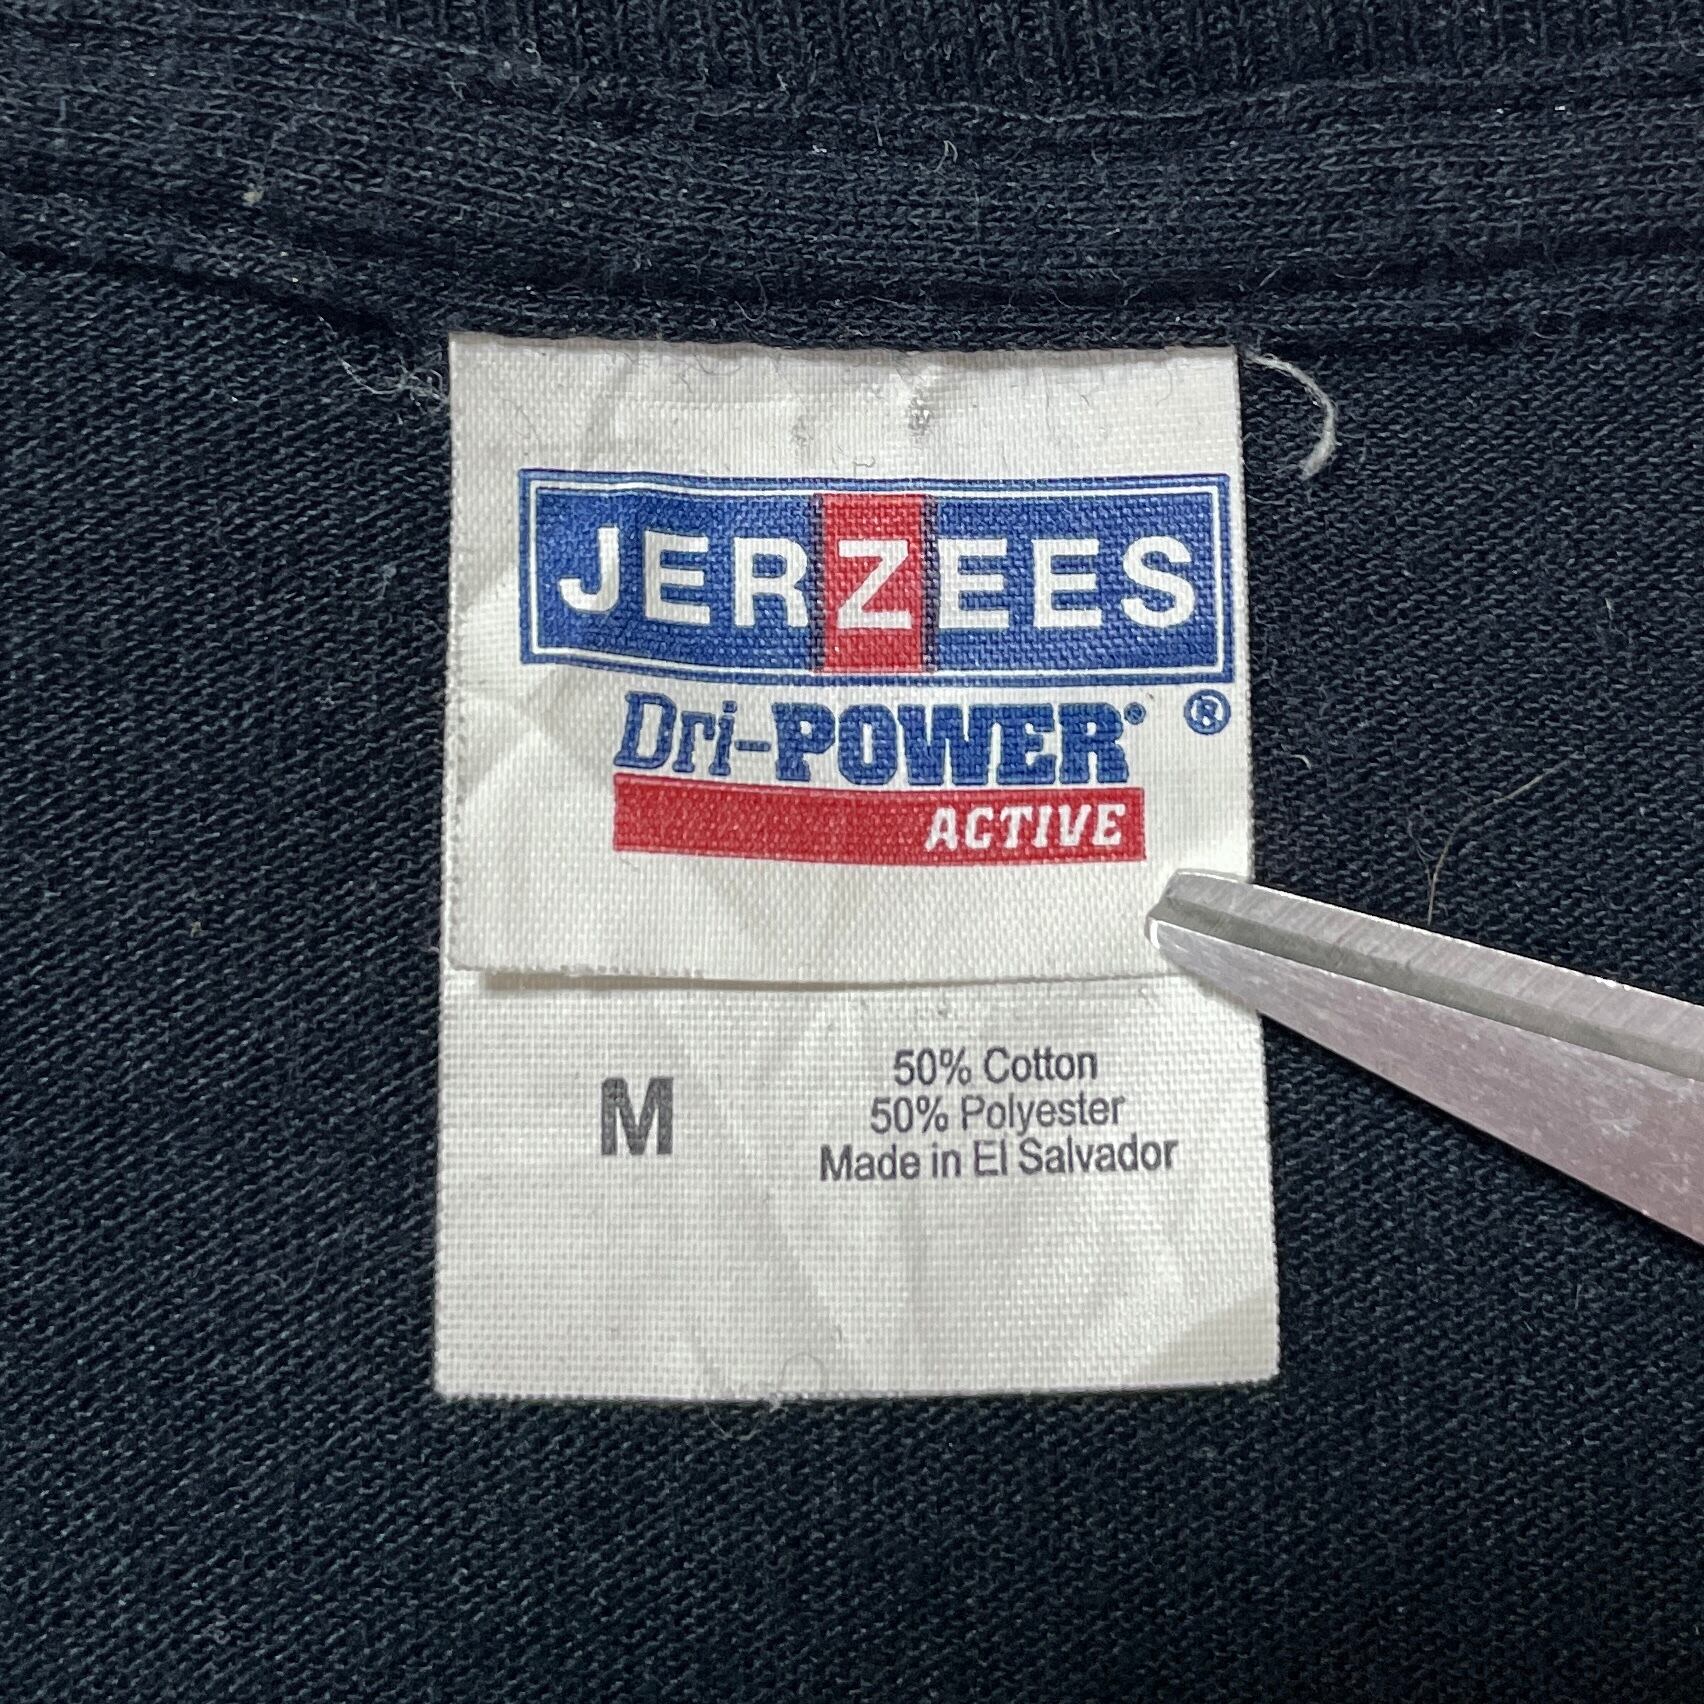 JERZEES
®
Dri-POWER®
ACTIVE
M
50% Cotton
50% Polyester
Made in El Salvador